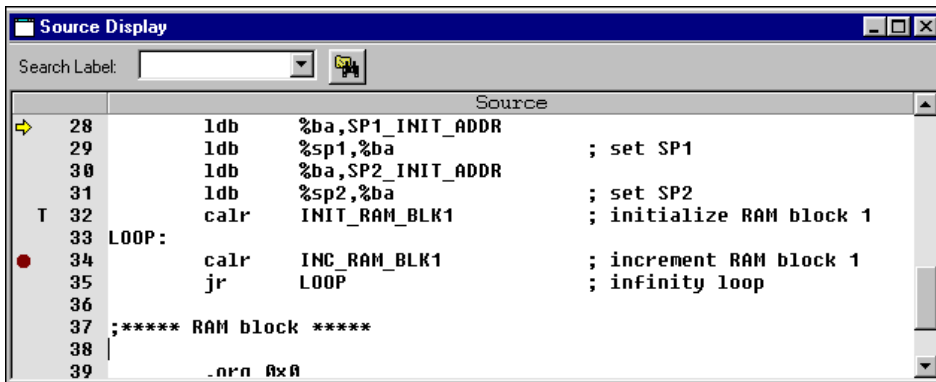 Source Display
Search Label:
Source
28 ldb %ba,SP1_INIT_ADDR
29 ldb %sp1,%ba ; set SP1
30 ldb %ba,SP2_INIT_ADDR
31 ldb %sp2,%ba ; set SP2
T 32 calr INIT_RAM_BLK1 ; initialize RAM block 1
33 LOOP:
34 calr INC_RAM_BLK1 ; increment RAM block 1
35 jr LOOP ; infinity loop
36
37 ;***** RAM block *****
38
39 .org 0x0